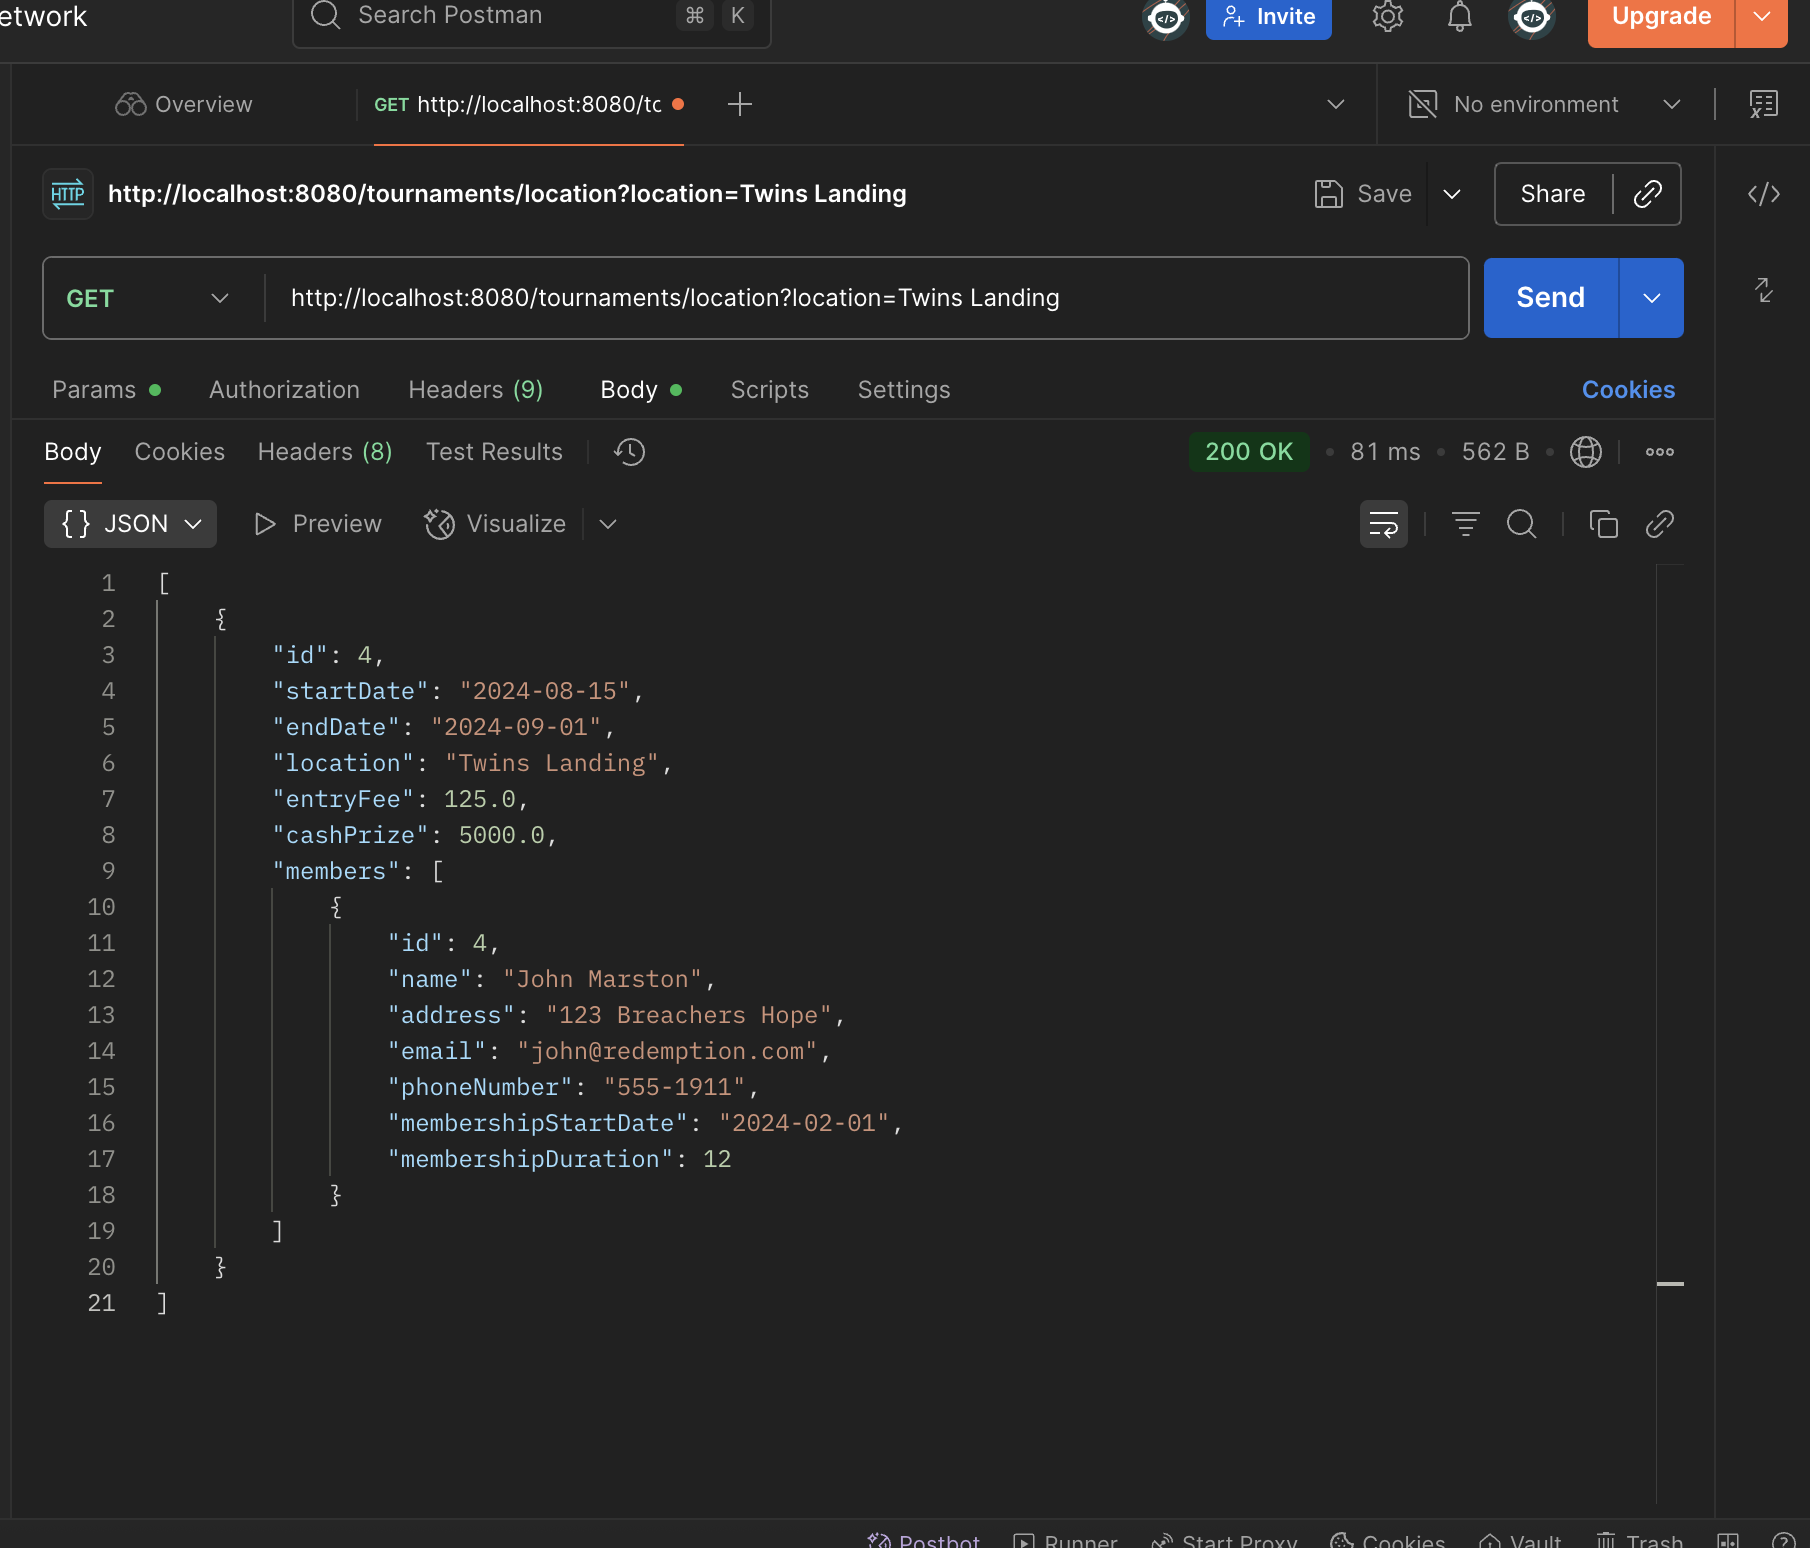 etwork
Search Postman
⌘ K
Invite
Upgrade
Overview
GET http://localhost:8080/tc
No environment
HTTP
http://localhost:8080/tournaments/location?location=Twins Landing
Save
Share
GET
http://localhost:8080/tournaments/location?location=Twins Landing
Send
Params
Authorization
Headers (9)
Body
Scripts
Settings
Cookies
Body
Cookies
Headers (8)
Test Results
200 OK
81 ms
562 B
{} JSON
Preview
Visualize
1 [
2 {
3 "id": 4,
4 "startDate": "2024-08-15",
5 "endDate": "2024-09-01",
6 "location": "Twins Landing",
7 "entryFee": 125.0,
8 "cashPrize": 5000.0,
9 "members": [
10 {
11 "id": 4,
12 "name": "John Marston",
13 "address": "123 Breachers Hope",
14 "email": "john@redemption.com",
15 "phoneNumber": "555-1911",
16 "membershipStartDate": "2024-02-01",
17 "membershipDuration": 12
18 }
19 ]
20 }
21 ]
Postbot
Runner
Start Proxy
Cookies
Vault
Trash